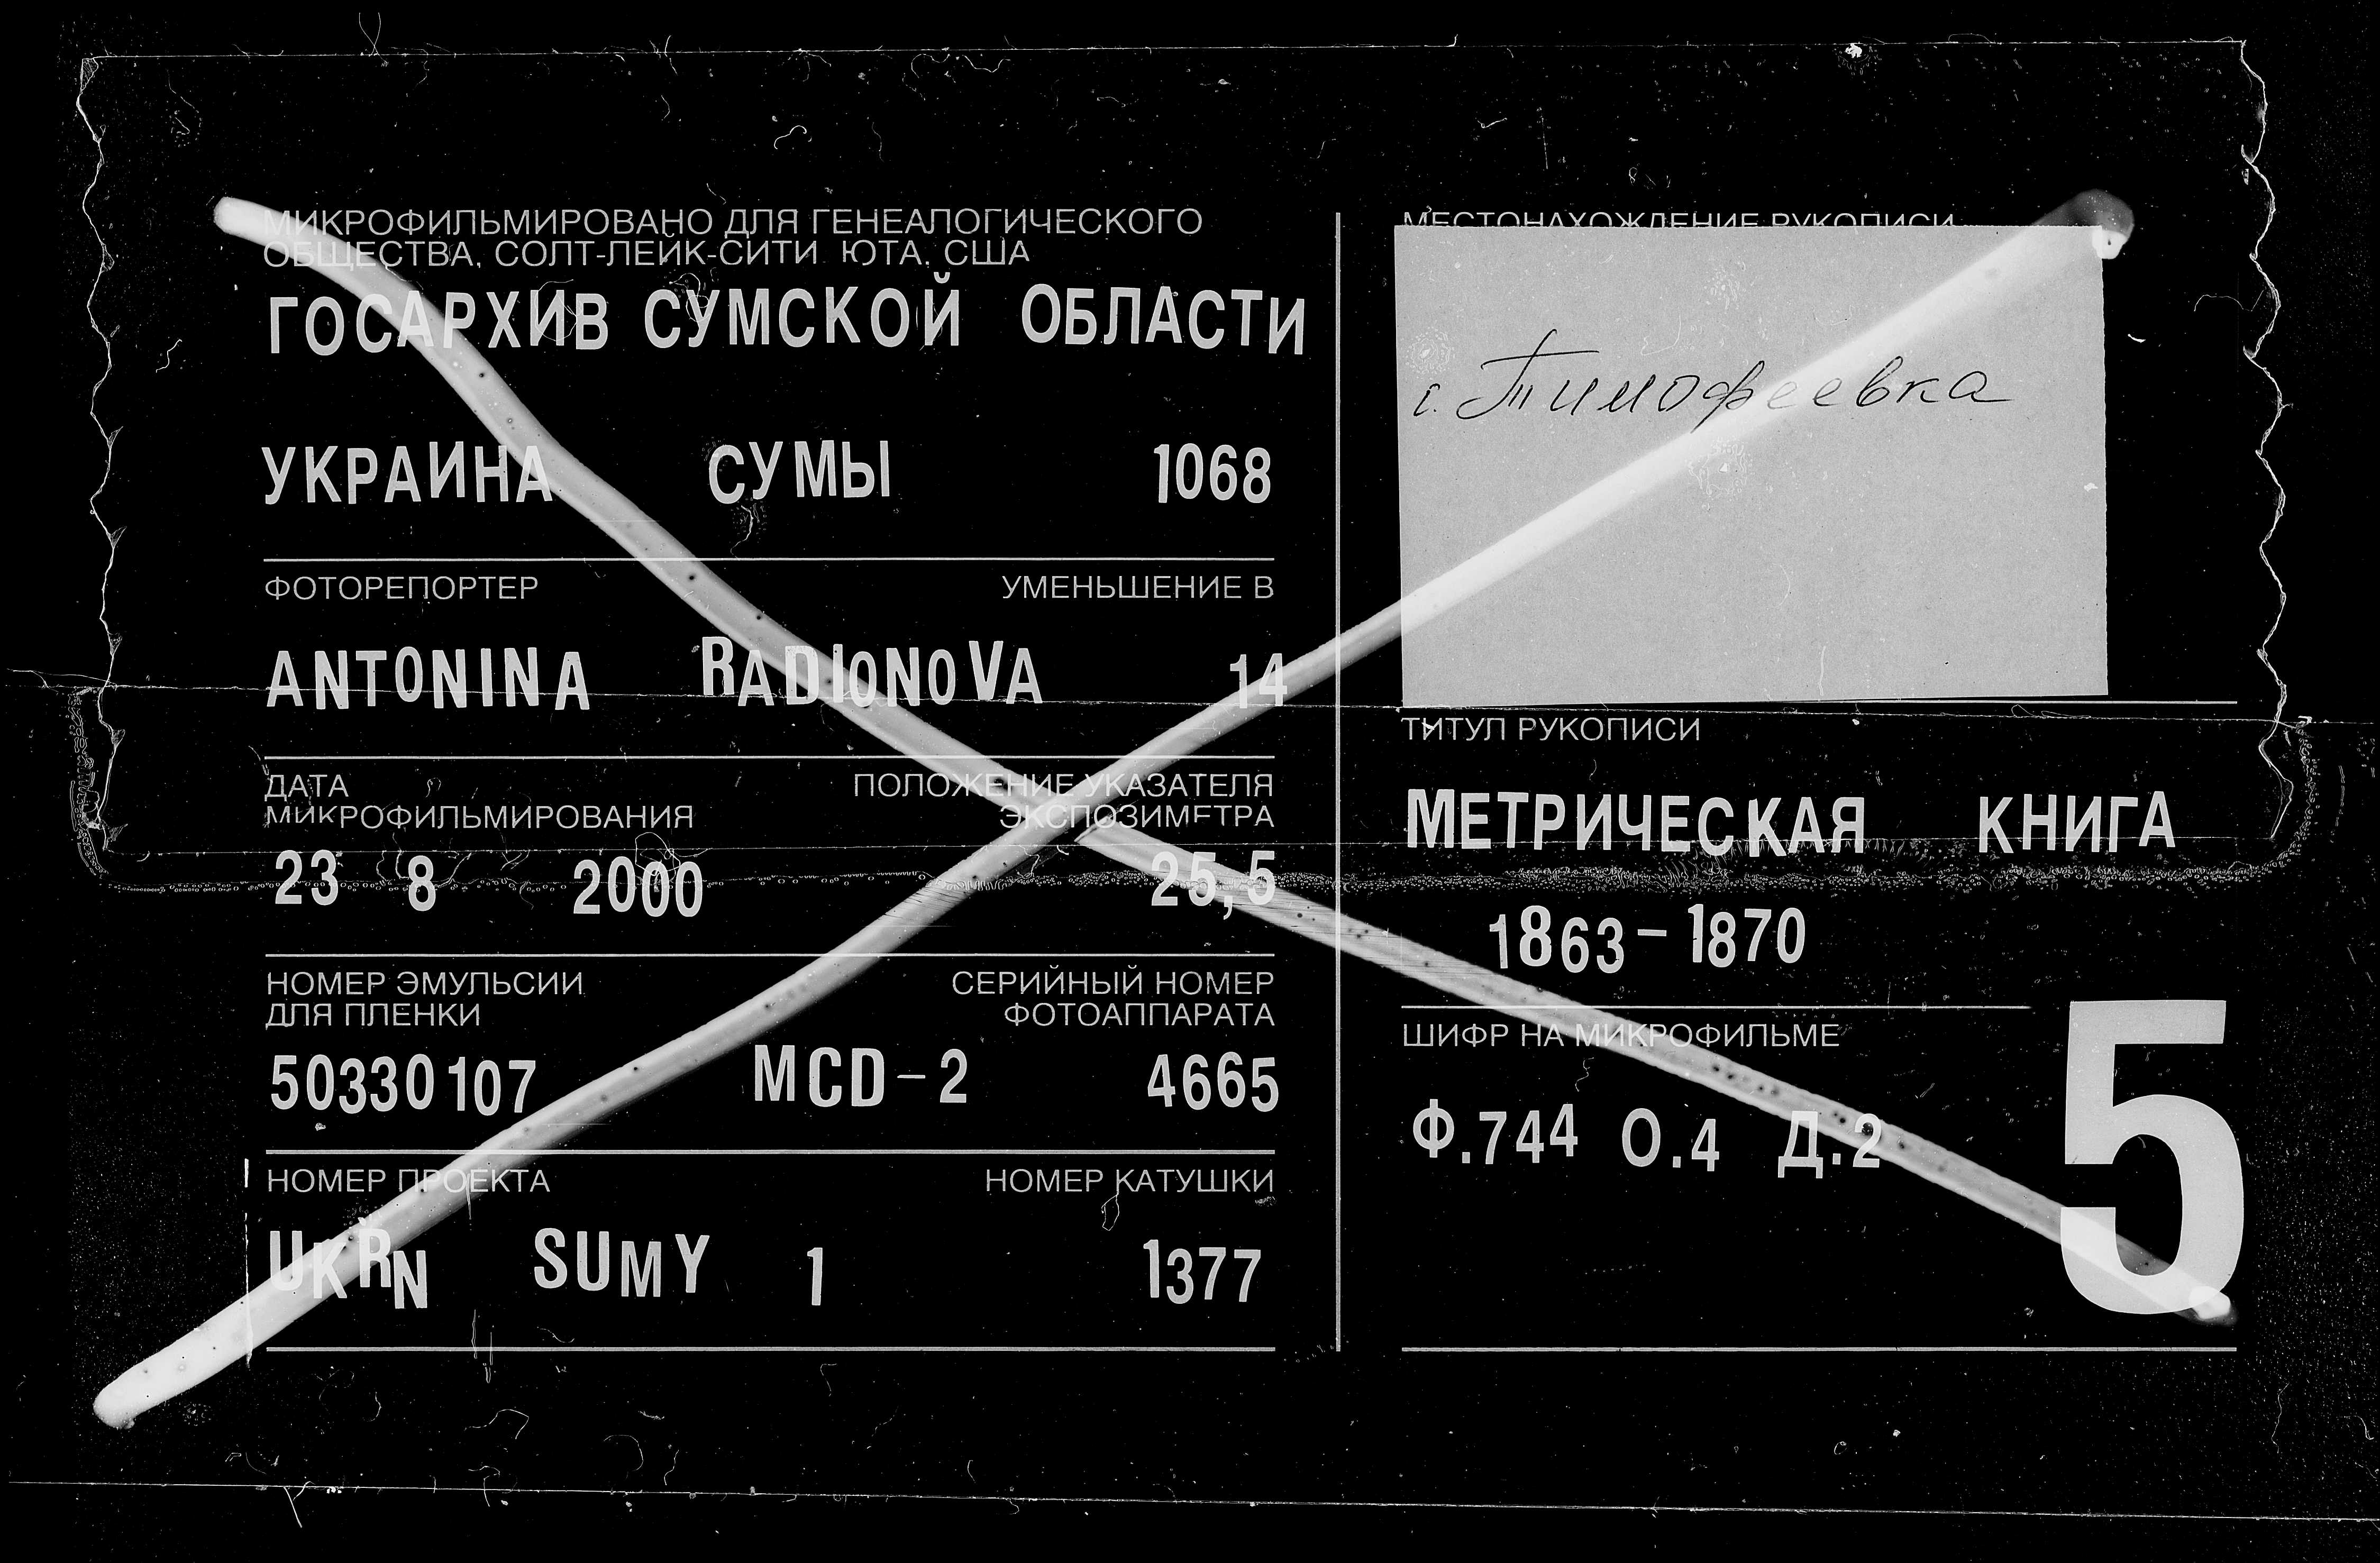 МИКРОФИЛЬМИРОВАНО ДЛЯ ГЕНЕАЛОГИЧЕСКОГО
ОБЩЕСТВА, СОЛТ-ЛЕЙК-СИТИ ЮТА, США
ГОСАРХИВ СУМСКОЙ ОБЛАСТИ
УКРАИНА СУМЫ 1068
ФОТОРЕПОРТЕР УМЕНЬШЕНИЕ В
ANTONINA RADIONOVA 14
ДАТА ПОЛОЖЕНИЕ УКАЗАТЕЛЯ
МИКРОФИЛЬМИРОВАНИЯ ЭКСПОЗИМЕТРА
23 8 2000 25,5
НОМЕР ЭМУЛЬСИИ СЕРИЙНЫЙ НОМЕР
ДЛЯ ПЛЕНКИ ФОТОАППАРАТА
50330107 MCD-2 4665
НОМЕР ПРОЕКТА НОМЕР КАТУШКИ
UKRN SUMY 1 1377
МЕСТОНАХОЖДЕНИЕ РУКОПИСИ
с. Тимофеевка
ТИТУЛ РУКОПИСИ
МЕТРИЧЕСКАЯ КНИГА
1863-1870
ШИФР НА МИКРОФИЛЬМЕ
Ф.744 О.4 Д.2
5